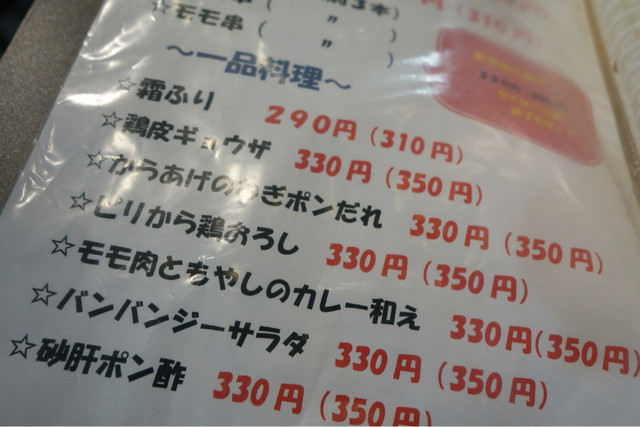 (310円)
☆モモ串( 〃 )
～一品料理～
☆霜ふり 290円(310円)
☆鶏皮ギョウザ 330円(350円)
☆からあげのねぎポンだれ 330円(350円)
☆ピリから鶏おろし 330円(350円)
☆モモ肉ともやしのカレー和え 330円(350円)
☆バンバンジーサラダ 330円(350円)
☆砂肝ポン酢 330円(350円)